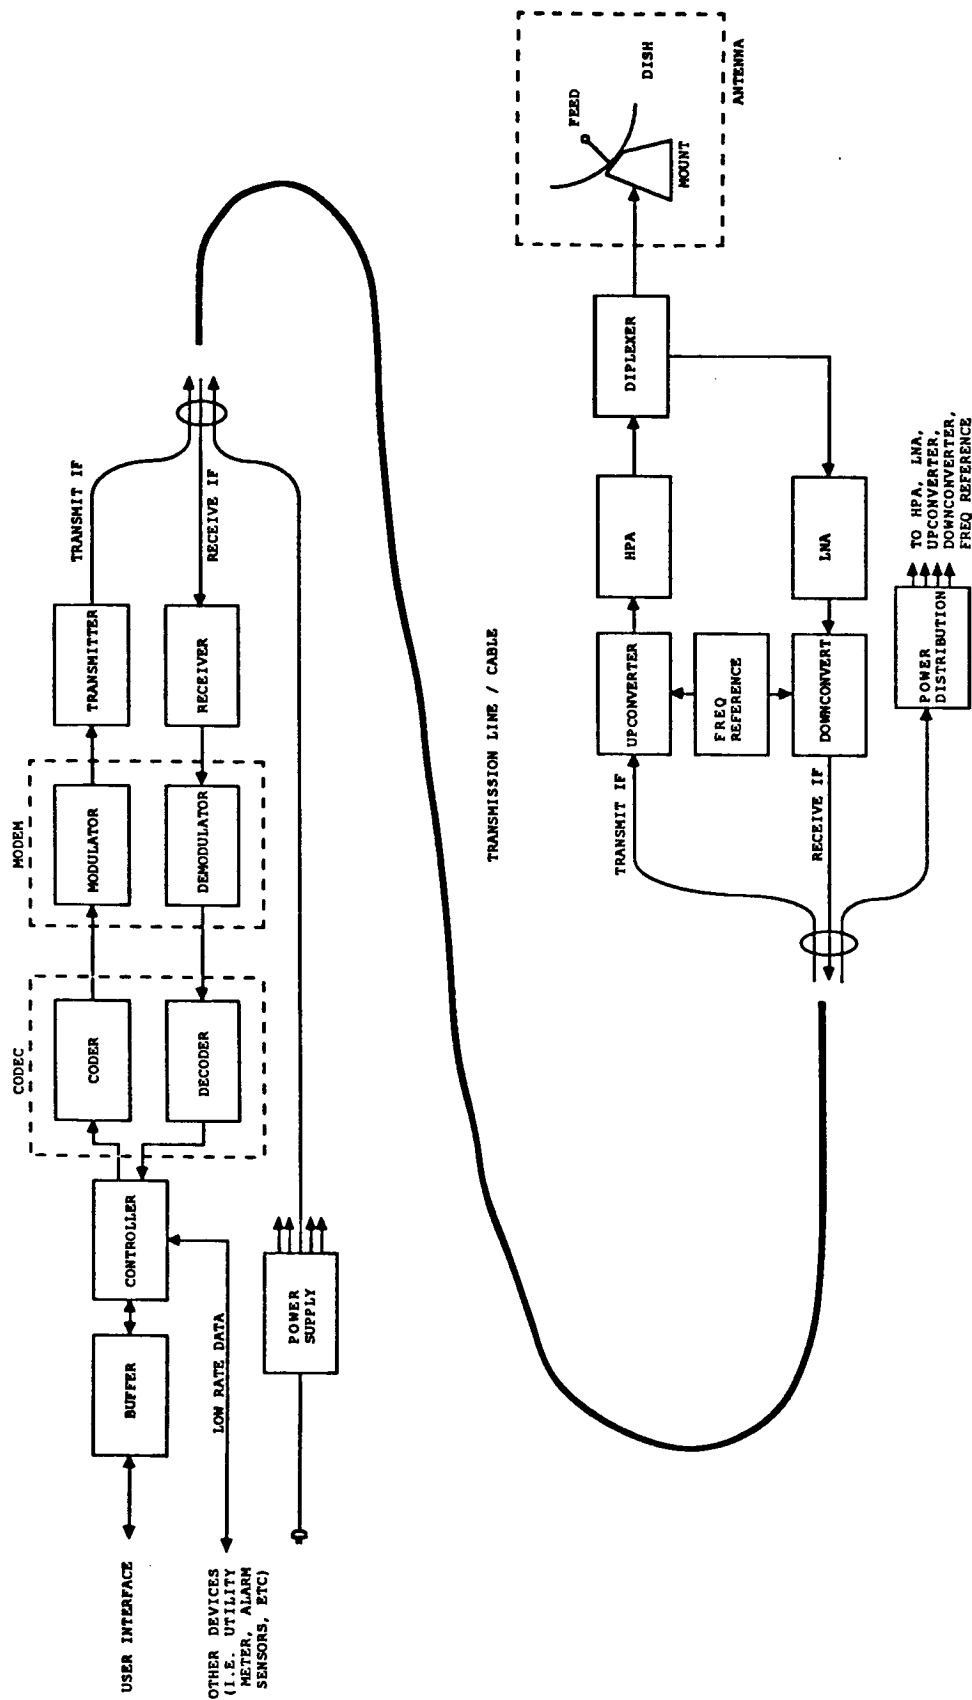 USER INTERFACE
OTHER DEVICES
(I.E. UTILITY
METER, ALARM
SENSORS, ETC)
BUFFER
CONTROLLER
LOW RATE DATA
POWER
SUPPLY
CODEC
CODER
DECODER
MODEM
MODULATOR
DEMODULATOR
TRANSMITTER
RECEIVER
TRANSMIT IF
RECEIVE IF
TRANSMISSION LINE / CABLE
TRANSMIT IF
RECEIVE IF
UPCONVERTER
FREQ
REFERENCE
DOWNCONVERT
POWER
DISTRIBUTION
TO HPA, LNA,
UPCONVERTER,
DOWNCONVERTER,
FREQ REFERENCE
HPA
LNA
DIPLEXER
FEED
DISH
MOUNT
ANTENNA